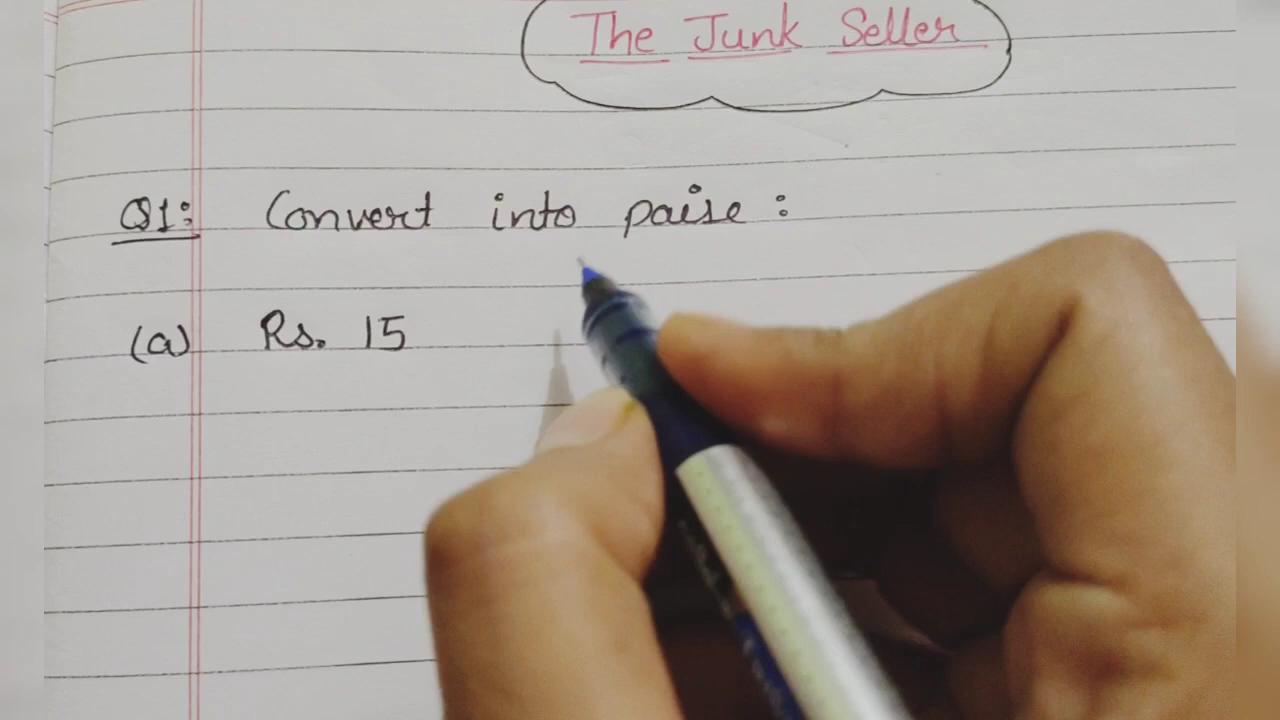 The Junk Seller
Q1: Convert into paise :
(a) Rs. 15